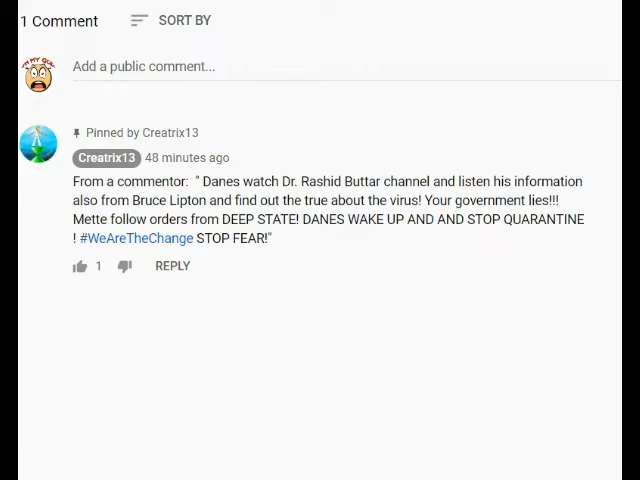 1 Comment
SORT BY
Add a public comment...
Pinned by Creatrix13
Creatrix13 48 minutes ago
From a commentor: " Danes watch Dr. Rashid Buttar channel and listen his information
also from Bruce Lipton and find out the true about the virus! Your government lies!!!
Mette follow orders from DEEP STATE! DANES WAKE UP AND AND STOP QUARANTINE
! #WeAreTheChange STOP FEAR!"
1
REPLY